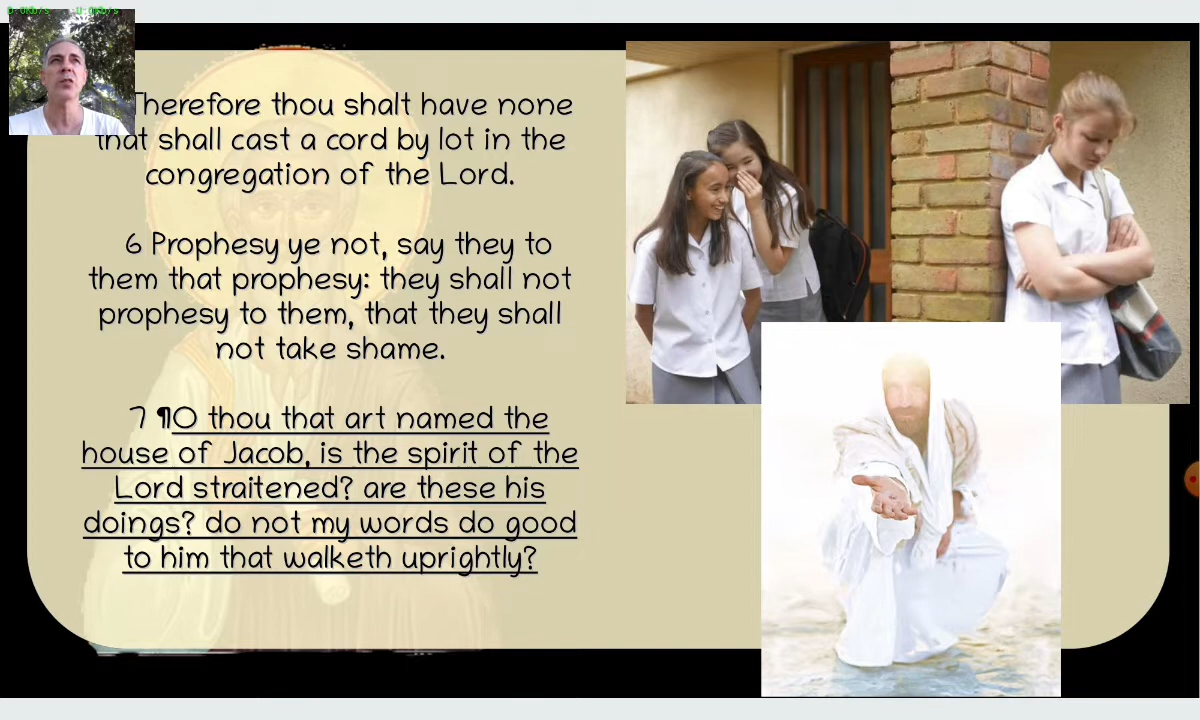 0.0KB/s U:0KB/s
Therefore thou shalt have none
that shall cast a cord by lot in the
congregation of the Lord.
6 Prophesy ye not, say they to
them that prophesy: they shall not
prophesy to them, that they shall
not take shame.
7 ¶O thou that art named the
house of Jacob, is the spirit of the
Lord straitened? are these his
doings? do not my words do good
to him that walketh uprightly?